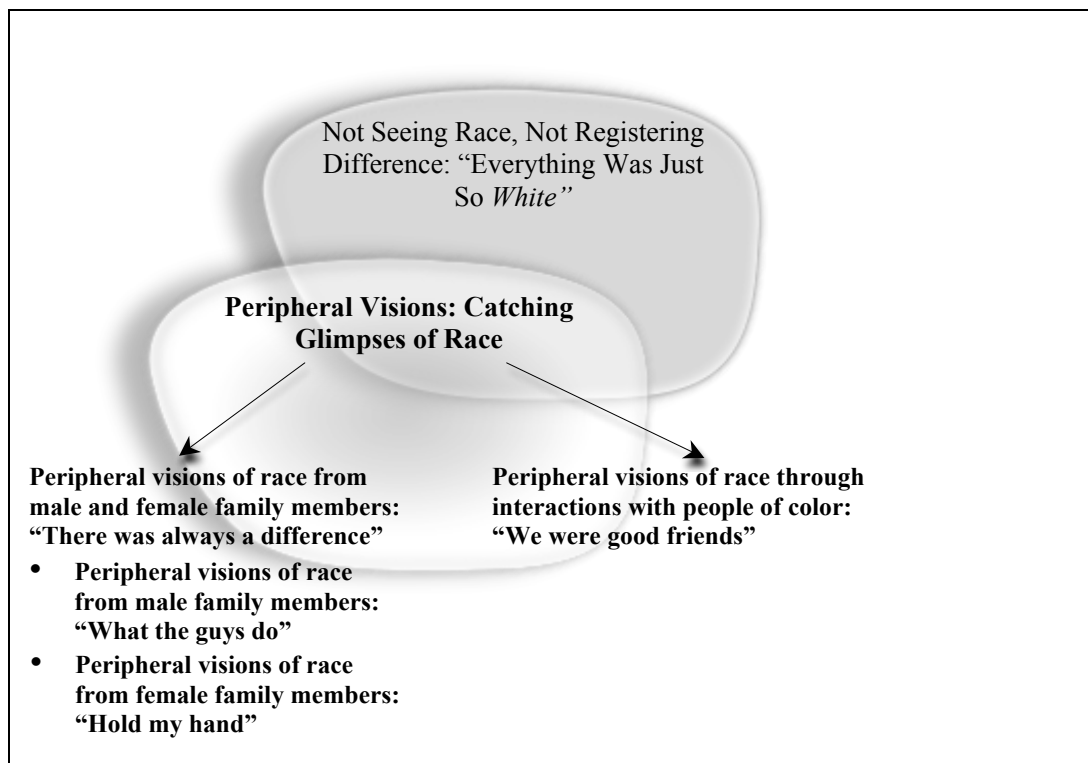 Not Seeing Race, Not Registering
Difference: “Everything Was Just
So White”
Peripheral Visions: Catching
Glimpses of Race
Peripheral visions of race from
male and female family members:
“There was always a difference”
• Peripheral visions of race
from male family members:
“What the guys do”
• Peripheral visions of race
from female family members:
“Hold my hand”
Peripheral visions of race through
interactions with people of color:
“We were good friends”